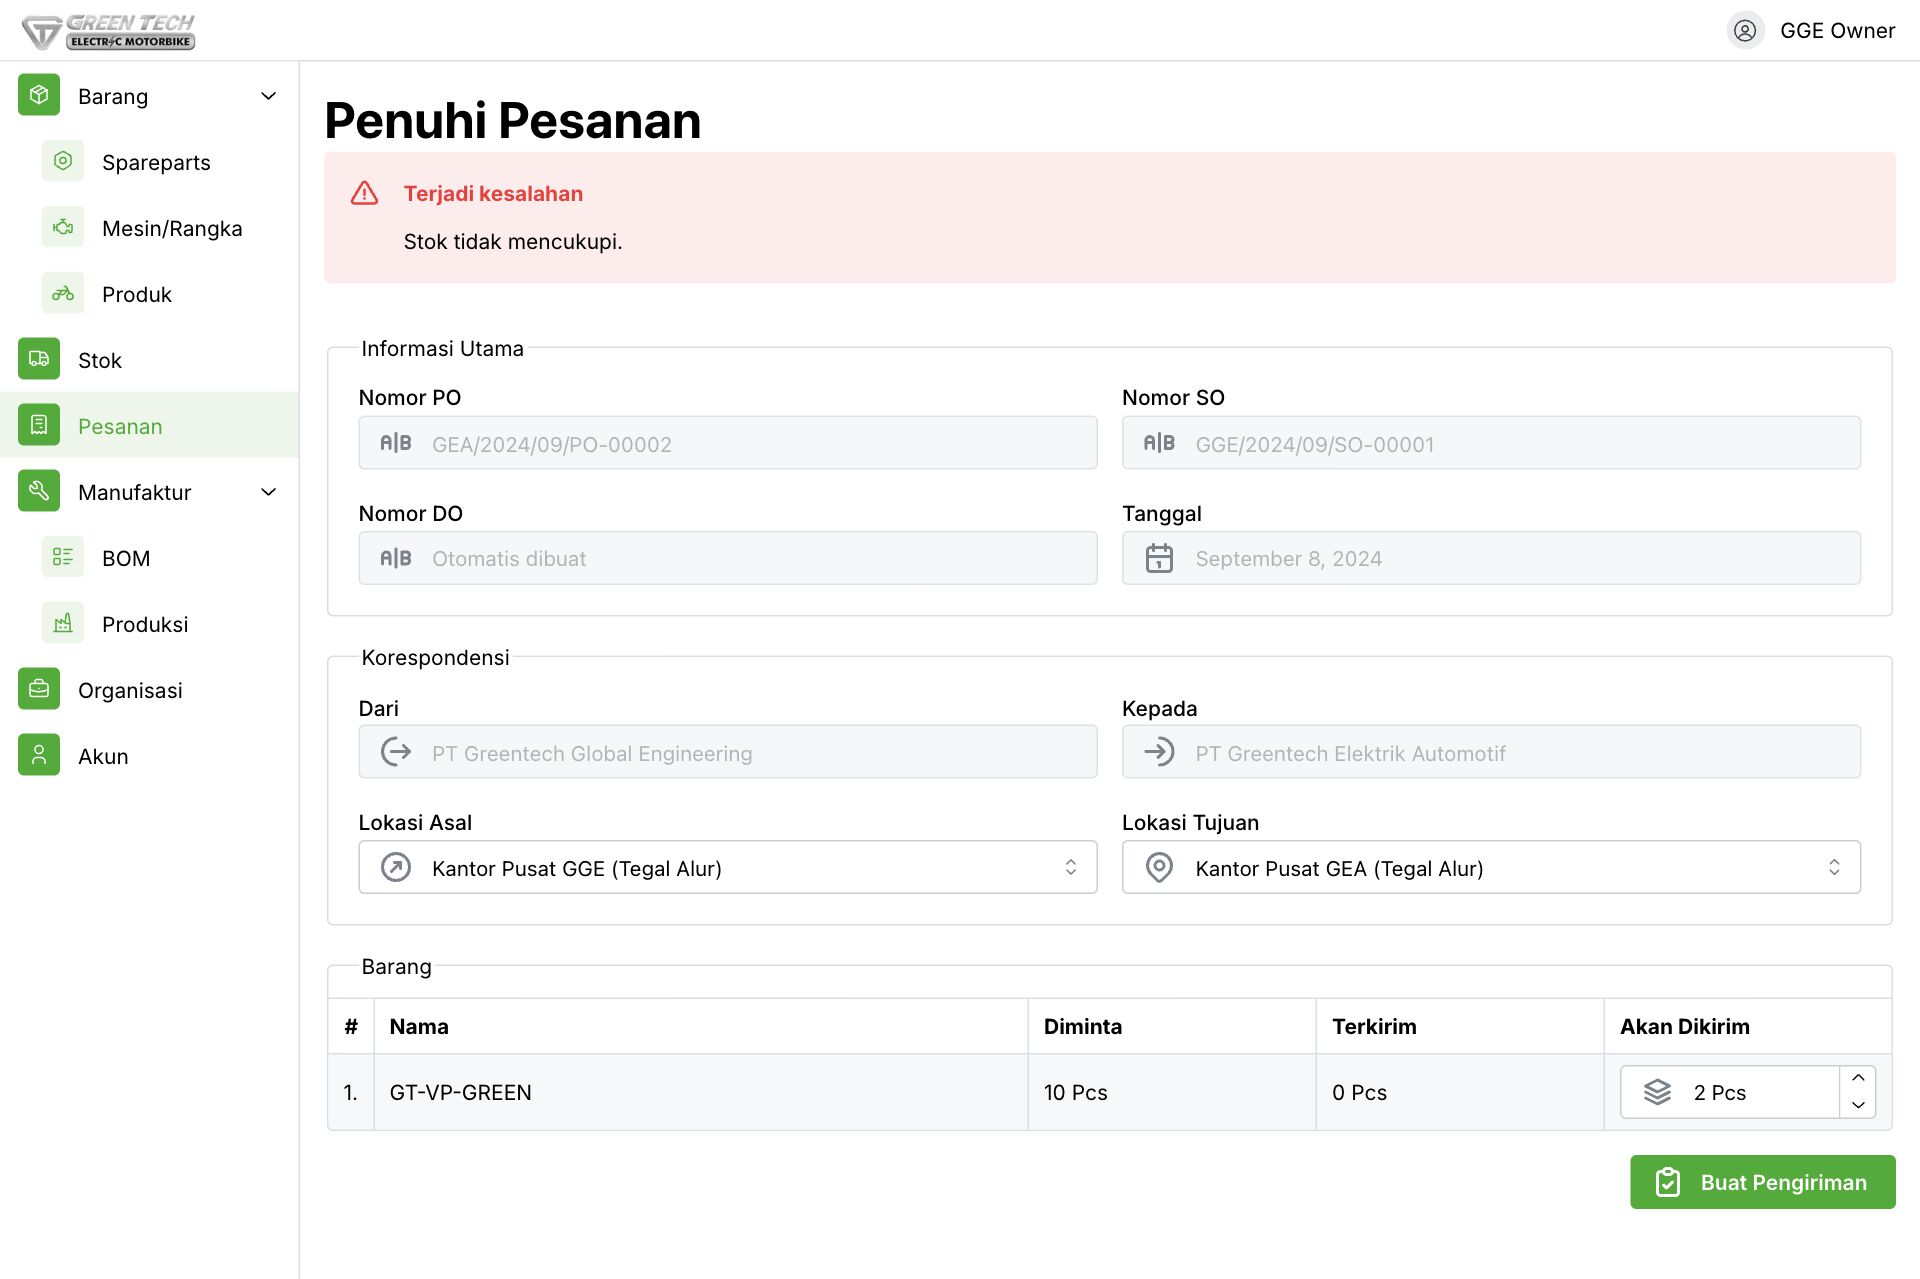 GREEN TECH
ELECTRIC MOTORBIKE
GGE Owner
Barang
Spareparts
Mesin/Rangka
Produk
Stok
Pesanan
Manufaktur
BOM
Produksi
Organisasi
Akun
Penuhi Pesanan
Terjadi kesalahan
Stok tidak mencukupi.
Informasi Utama
Nomor PO
A|B GEA/2024/09/PO-00002
Nomor SO
A|B GGE/2024/09/SO-00001
Nomor DO
A|B Otomatis dibuat
Tanggal
September 8, 2024
Korespondensi
Dari
PT Greentech Global Engineering
Kepada
PT Greentech Elektrik Automotif
Lokasi Asal
Kantor Pusat GGE (Tegal Alur)
Lokasi Tujuan
Kantor Pusat GEA (Tegal Alur)
Barang
# Nama Diminta Terkirim Akan Dikirim
1. GT-VP-GREEN 10 Pcs 0 Pcs 2 Pcs
Buat Pengiriman